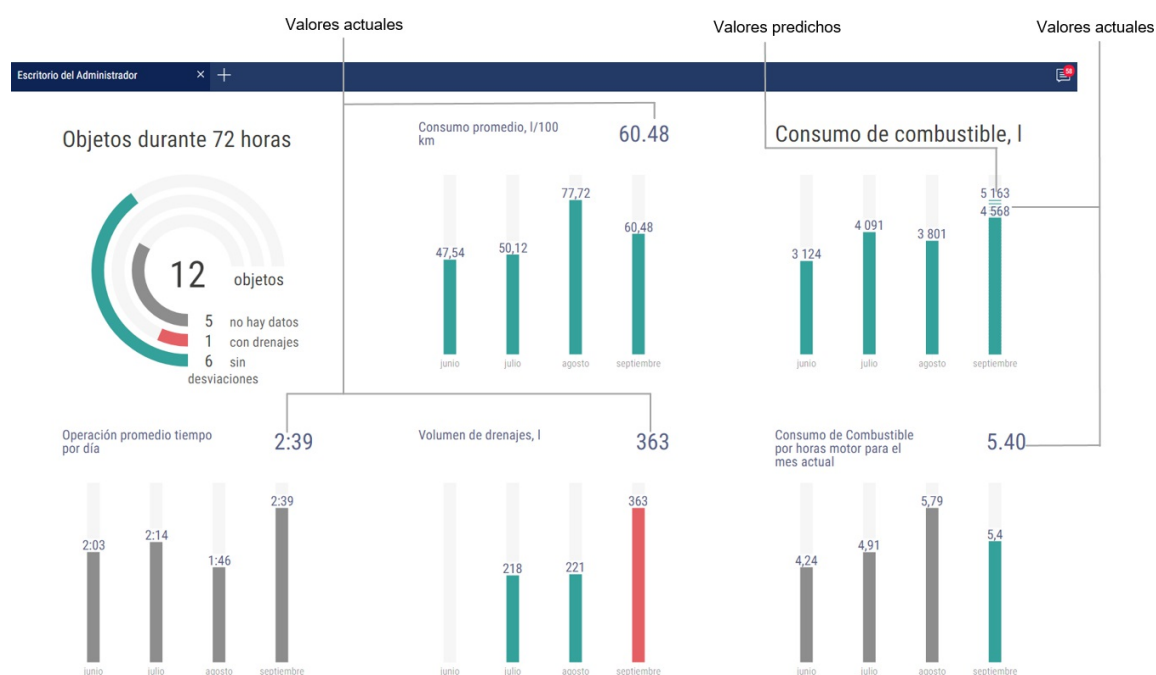 Valores actuales
Valores predichos
Valores actuales
Escritorio del Administrador
58
Objetos durante 72 horas
12 objetos
5 no hay datos
1 con drenajes
6 sin
desviaciones
Consumo promedio, l/100
km
60.48
47,54
50,12
77,72
60,48
junio
julio
agosto
septiembre
Consumo de combustible, l
3 124
4 091
3 801
5 163
4 568
junio
julio
agosto
septiembre
Operación promedio tiempo
por día
2:39
2:03
2:14
1:46
2:39
junio
julio
agosto
septiembre
Volumen de drenajes, l
363
218
221
363
junio
julio
agosto
septiembre
Consumo de Combustible
por horas motor para el
mes actual
5.40
4,24
4,91
5,79
5,4
junio
julio
agosto
septiembre